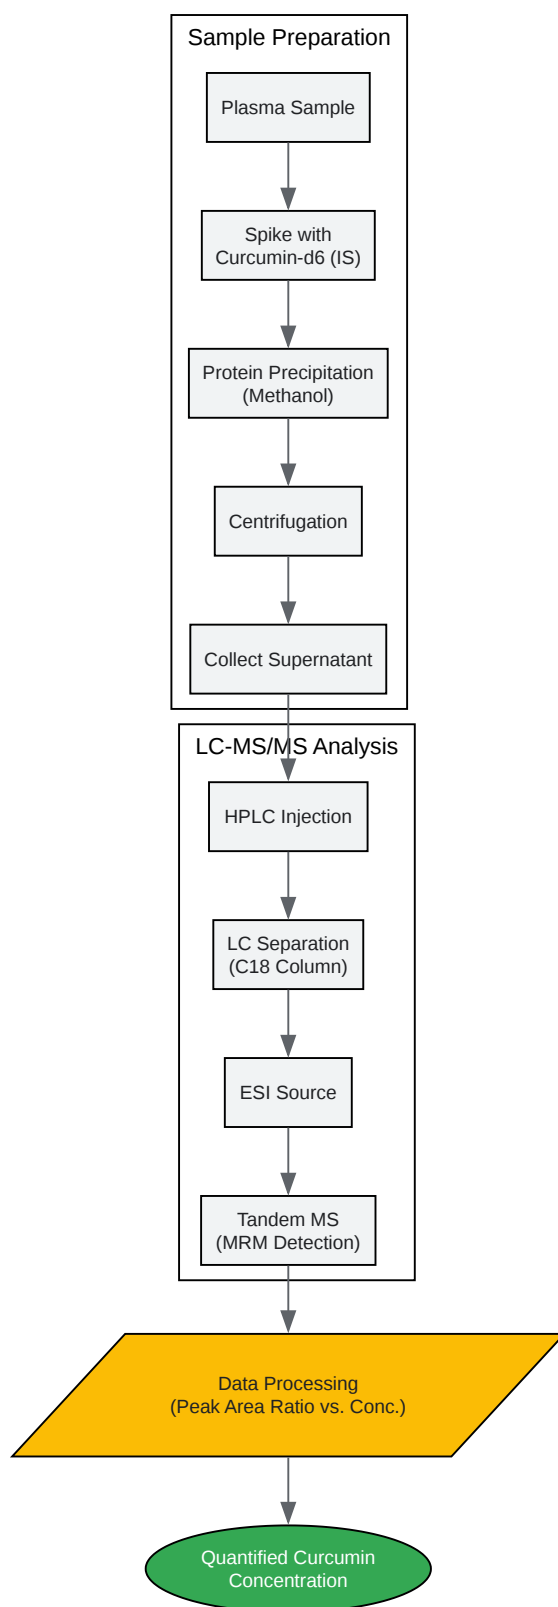 Sample Preparation
Plasma Sample
Spike with
Curcumin-d6 (IS)
Protein Precipitation
(Methanol)
Centrifugation
Collect Supernatant
LC-MS/MS Analysis
HPLC Injection
LC Separation
(C18 Column)
ESI Source
Tandem MS
(MRM Detection)
Data Processing
(Peak Area Ratio vs. Conc.)
Quantified Curcumin
Concentration